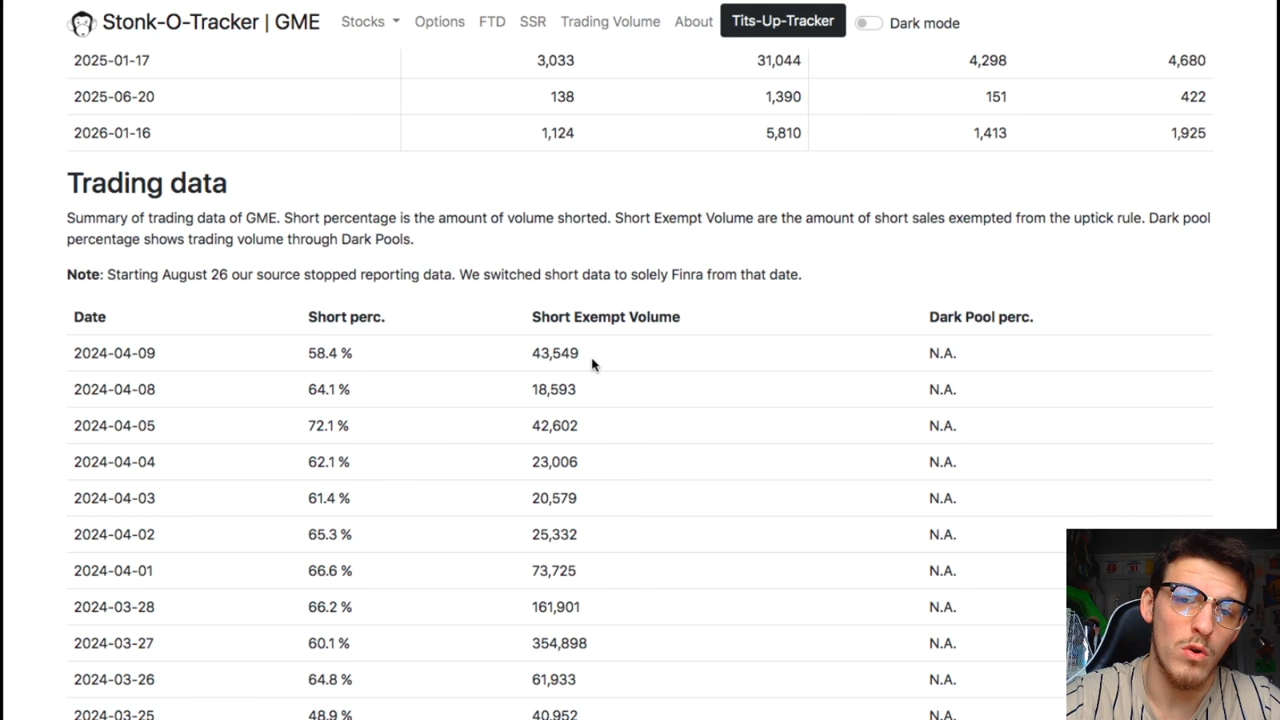 Stonk-O-Tracker | GME Stocks Options FTD SSR Trading Volume About Tits-Up-Tracker Dark mode
2025-01-17 3,033 31,044 4,298 4,680
2025-06-20 138 1,390 151 422
2026-01-16 1,124 5,810 1,413 1,925
Trading data
Summary of trading data of GME. Short percentage is the amount of volume shorted. Short Exempt Volume are the amount of short sales exempted from the uptick rule. Dark pool
percentage shows trading volume through Dark Pools.
Note: Starting August 26 our source stopped reporting data. We switched short data to solely Finra from that date.
Date Short perc. Short Exempt Volume Dark Pool perc.
2024-04-09 58.4 % 43,549 N.A.
2024-04-08 64.1 % 18,593 N.A.
2024-04-05 72.1 % 42,602 N.A.
2024-04-04 62.1 % 23,006 N.A.
2024-04-03 61.4 % 20,579 N.A.
2024-04-02 65.3 % 25,332 N.A.
2024-04-01 66.6 % 73,725 N.A.
2024-03-28 66.2 % 161,901 N.A.
2024-03-27 60.1 % 354,898 N.A.
2024-03-26 64.8 % 61,933 N.A.
2024-03-25 48.9 % 40,952 N.A.